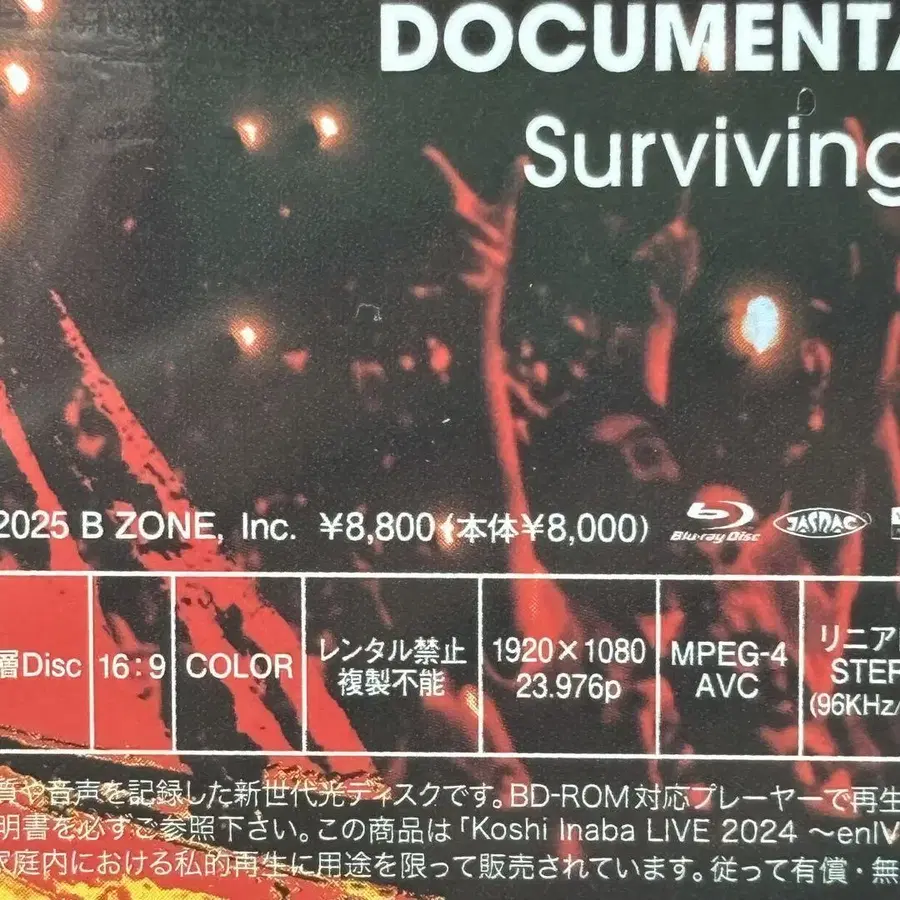 DOCUMENTA
Surviving
2025 B ZONE, Inc. ¥8,800(本体¥8,000) Blu-ray Disc JASRAC
層Disc
16:9
COLOR
レンタル禁止
複製不能
1920×1080
23.976p
MPEG-4
AVC
リニア
STER
(96KHz/
質や音声を記録した新世代光ディスクです。BD-ROM対応プレーヤーで再生
明書を必ずご参照下さい。この商品は「Koshi Inaba LIVE 2024 ～enIV
家庭内における私的再生に用途を限って販売されています。従って有償・無